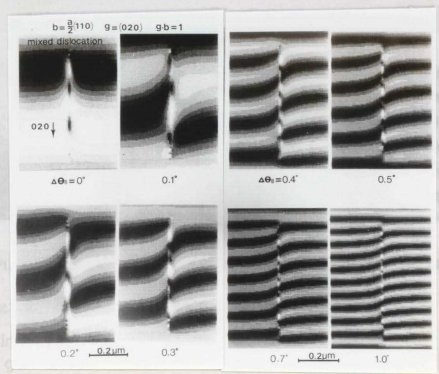 b=a/2⟨110⟩ g=(020) g·b=1
mixed dislocation
020
ΔΘB=0°
0.1°
ΔΘB=0.4°
0.5°
0.2°
0.2μm
0.3°
0.7°
0.2μm
1.0°